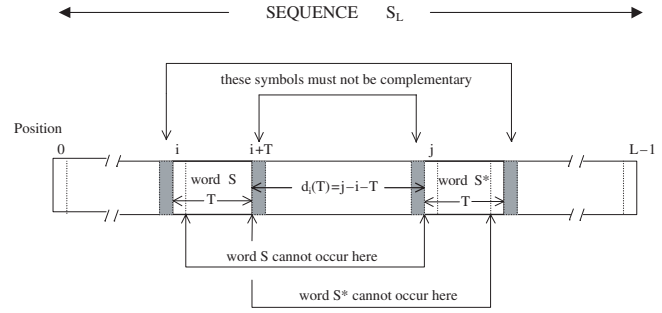 SEQUENCE S_L
these symbols must not be complementary
Position
0 i i+T j L−1
word S d_i(T)=j−i−T word S*
T T
word S cannot occur here
word S* cannot occur here